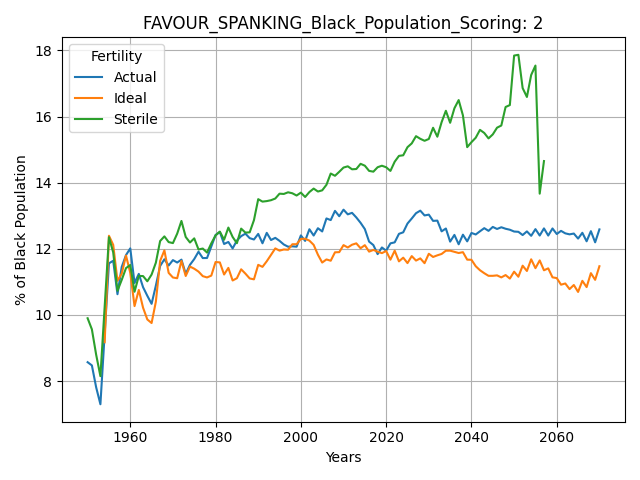 FAVOUR_SPANKING_Black_Population_Scoring: 2
Fertility
Actual
Ideal
Sterile
% of Black Population
18
16
14
12
10
8
1960
1980
2000
2020
2040
2060
Years